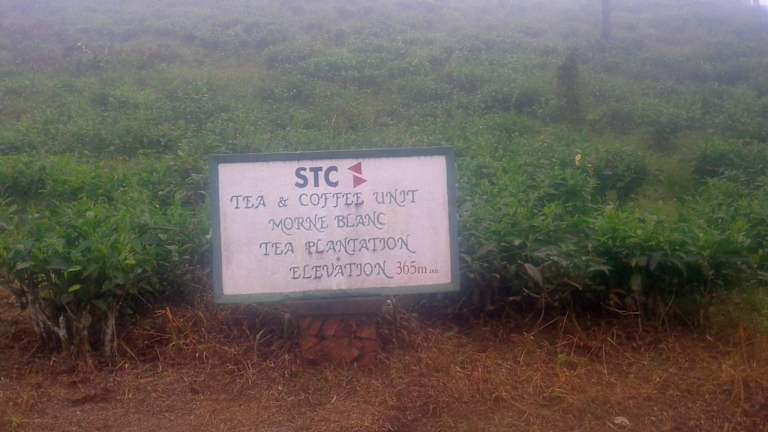 STC
TEA & COFFEE UNIT
MORNE BLANC
TEA PLANTATION
ELEVATION 365m